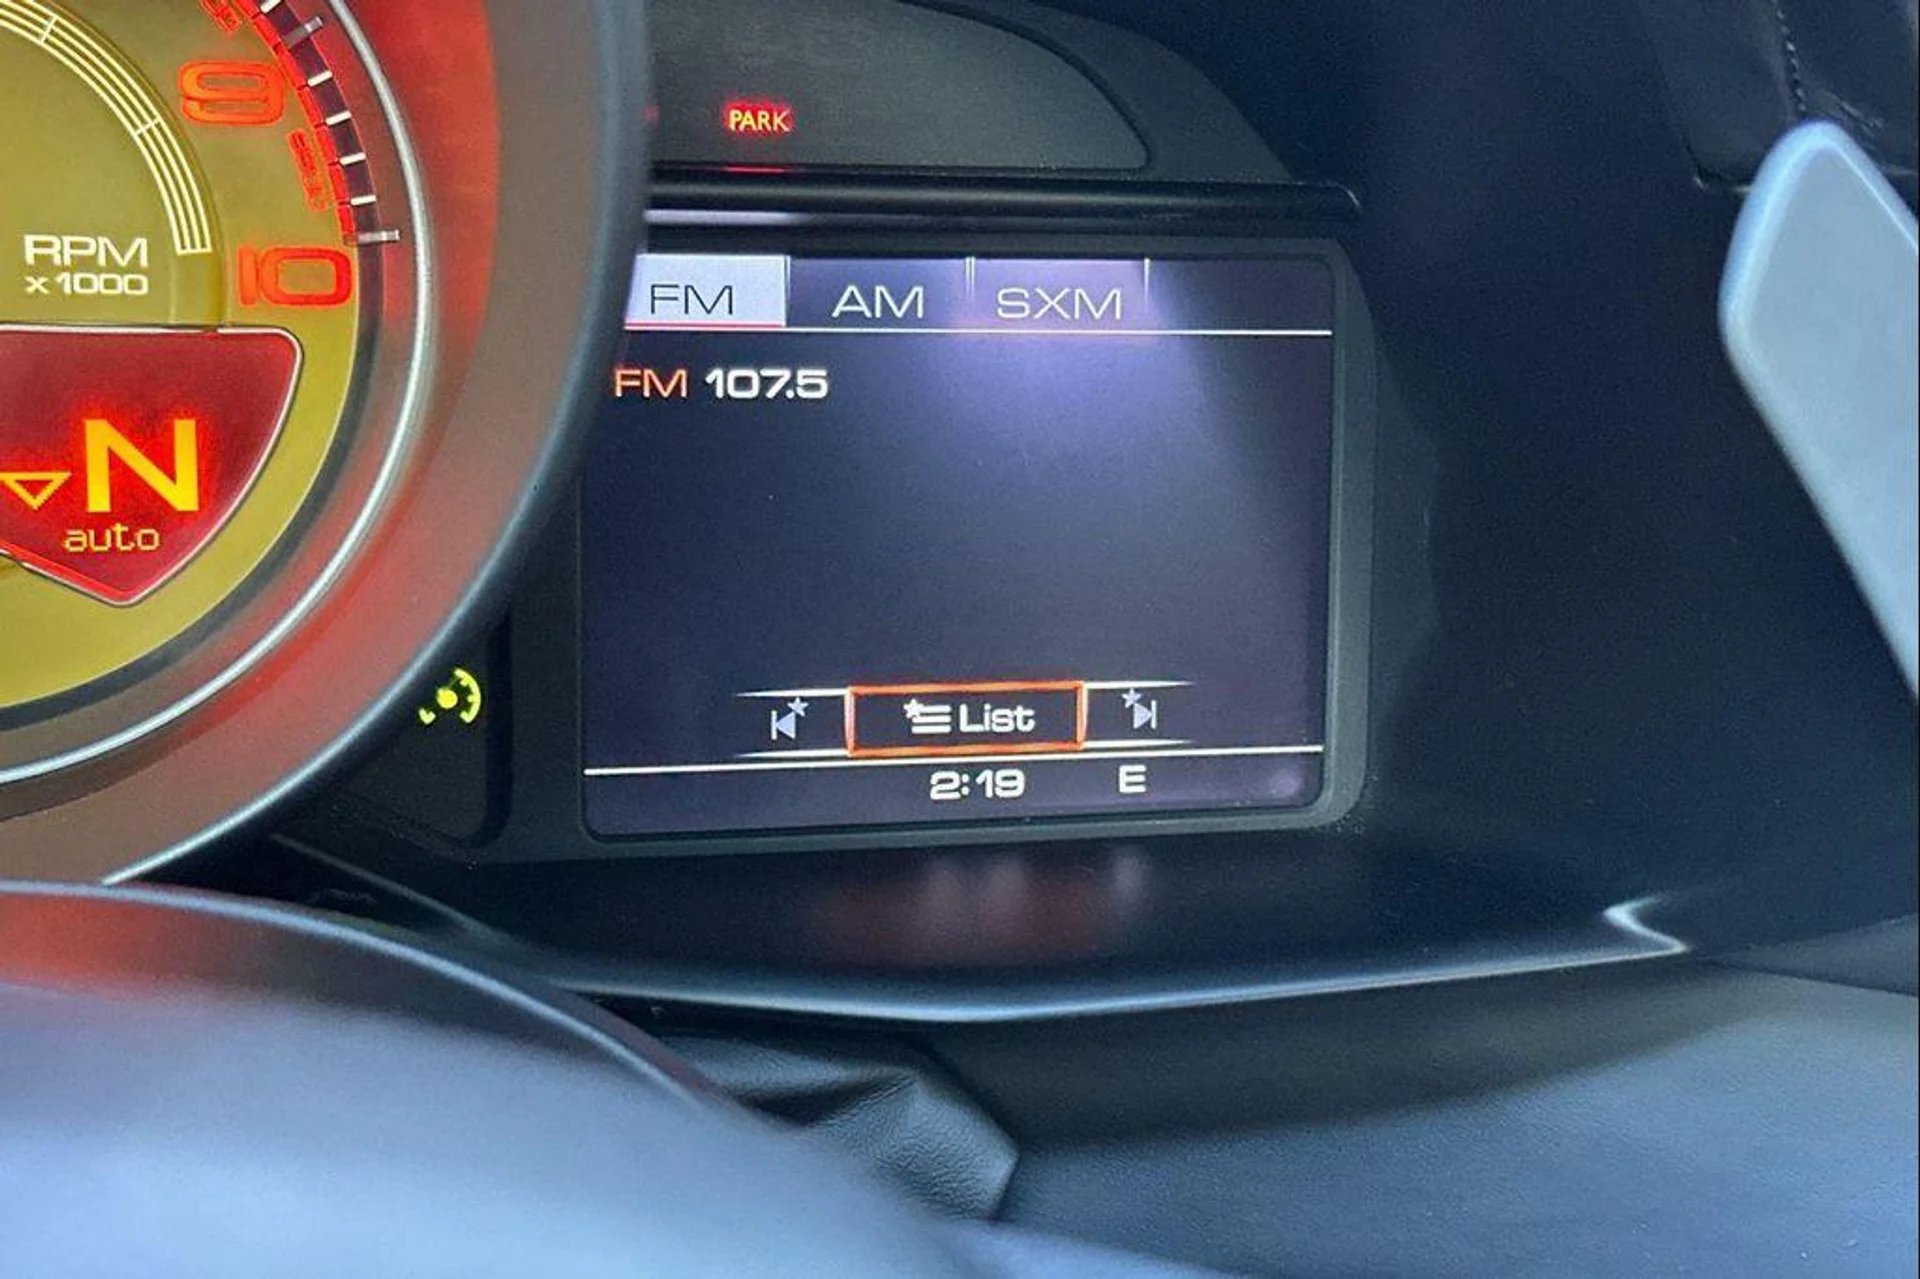 9
RPM
x1000
10
N
auto
PARK
FM AM SXM
FM 107.5
List
2:19 E